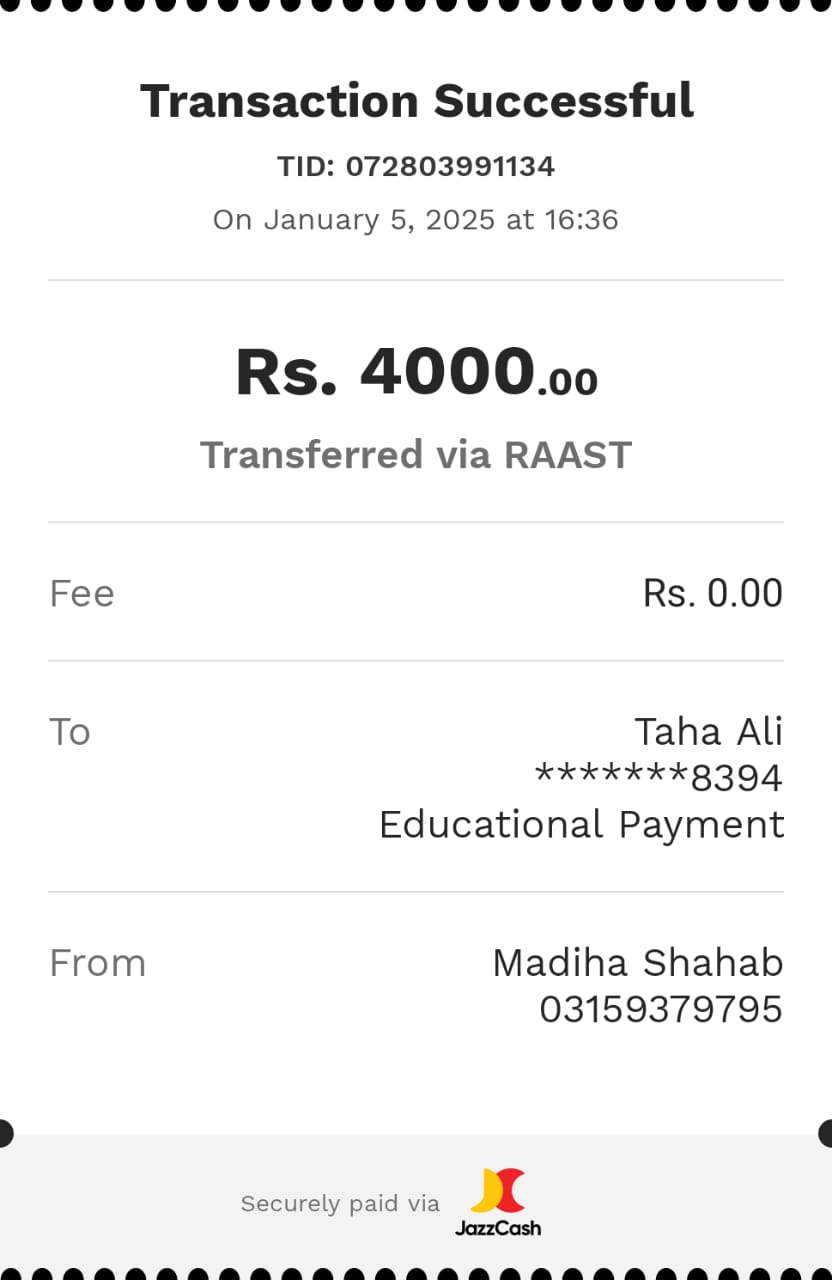 Transaction Successful
TID: 072803991134
On January 5, 2025 at 16:36
Rs. 4000.00
Transferred via RAAST
Fee Rs. 0.00
To Taha Ali
*******8394
Educational Payment
From Madiha Shahab
03159379795
Securely paid via JazzCash